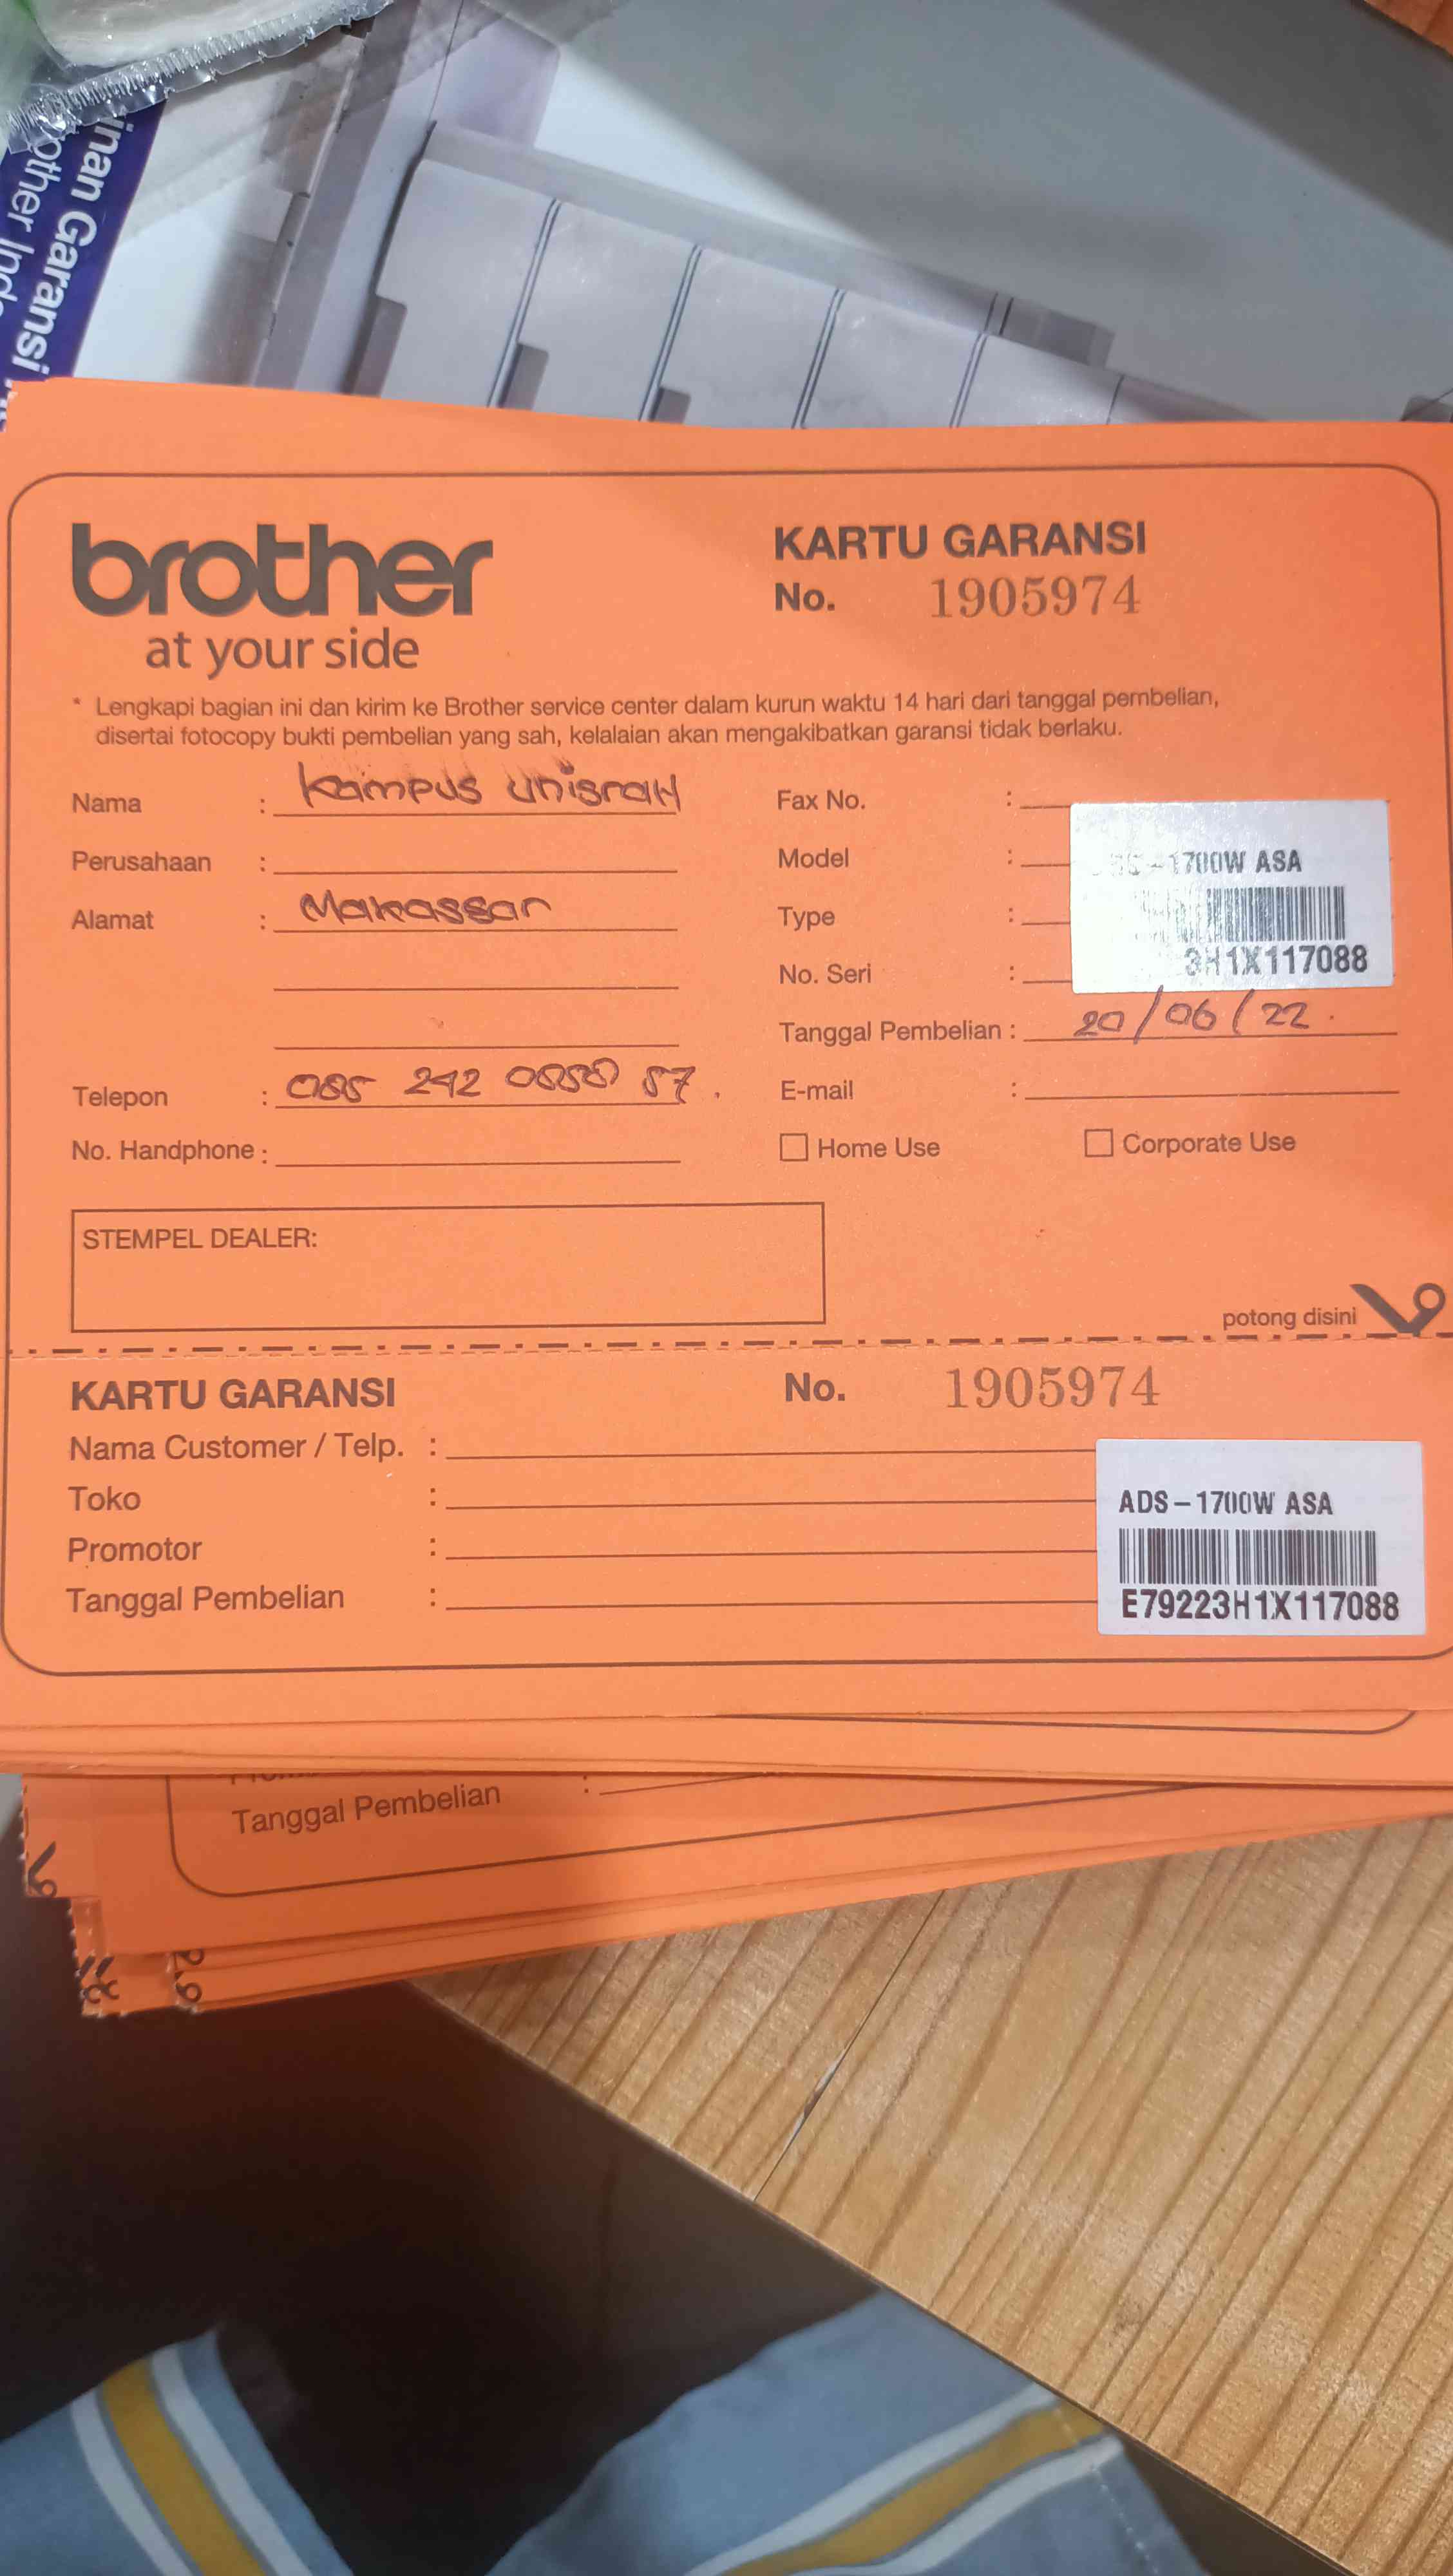 inan Garansi
other Ind
brother
at your side
KARTU GARANSI
No. 1905974
* Lengkapi bagian ini dan kirim ke Brother service center dalam kurun waktu 14 hari dari tanggal pembelian,
disertai fotocopy bukti pembelian yang sah, kelalaian akan mengakibatkan garansi tidak berlaku.
Nama : Kampus Unismuh
Perusahaan :
Alamat : Makassar
Telepon : 085 242
No. Handphone :
Fax No. :
Model : -1700W ASA
Type :
No. Seri : 3H1X117088
Tanggal Pembelian : 20/06/22
E-mail :
Home Use Corporate Use
STEMPEL DEALER:
potong disini
KARTU GARANSI No. 1905974
Nama Customer / Telp. :
Toko :
Promotor :
Tanggal Pembelian :
ADS-1700W ASA
E79223H1X117088
Tanggal Pembelian :